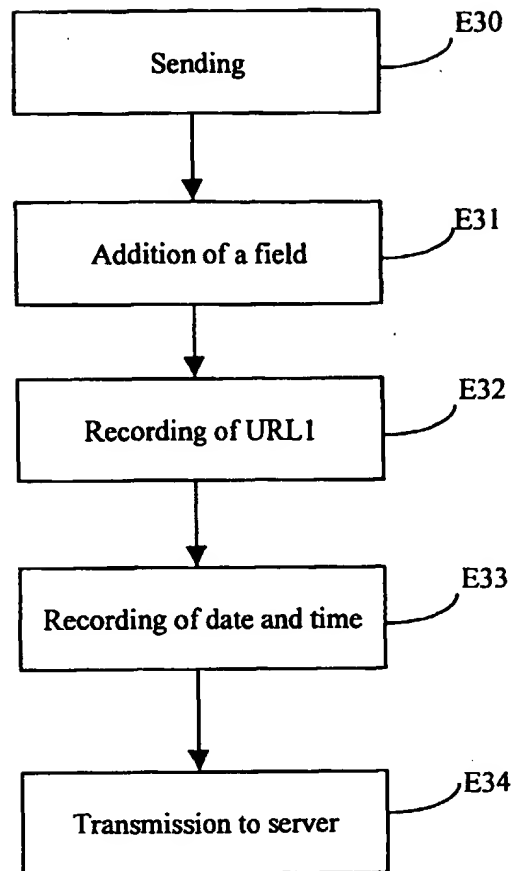 E30
Sending
E31
Addition of a field
E32
Recording of URL1
E33
Recording of date and time
E34
Transmission to server